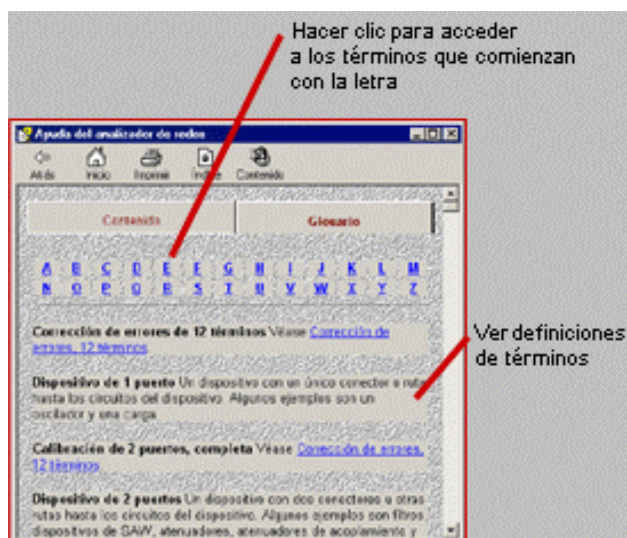 Hacer clic para acceder
a los términos que comienzan
con la letra
Ayuda del analizador de redes
Atrás Inicio Imprimir Índice Contenido
Contenido Glosario
A B C D E F G H I J K L M
N O P Q R S T U V W X Y Z
Corrección de errores de 12 términos Véase Corrección de
errores, 12 términos
Ver definiciones
de términos
Dispositivo de 1 puerto Un dispositivo con un único conector o ruta
hasta los circuitos del dispositivo. Algunos ejemplos son un
oscilador y una carga.
Calibración de 2 puertos, completa Véase Corrección de errores,
12 términos
Dispositivo de 2 puertos Un dispositivo con dos conectores u otras
rutas hasta los circuitos del dispositivo. Algunos ejemplos son filtros,
dispositivos de SAW, atenuadores, atenuadores de acoplamiento y